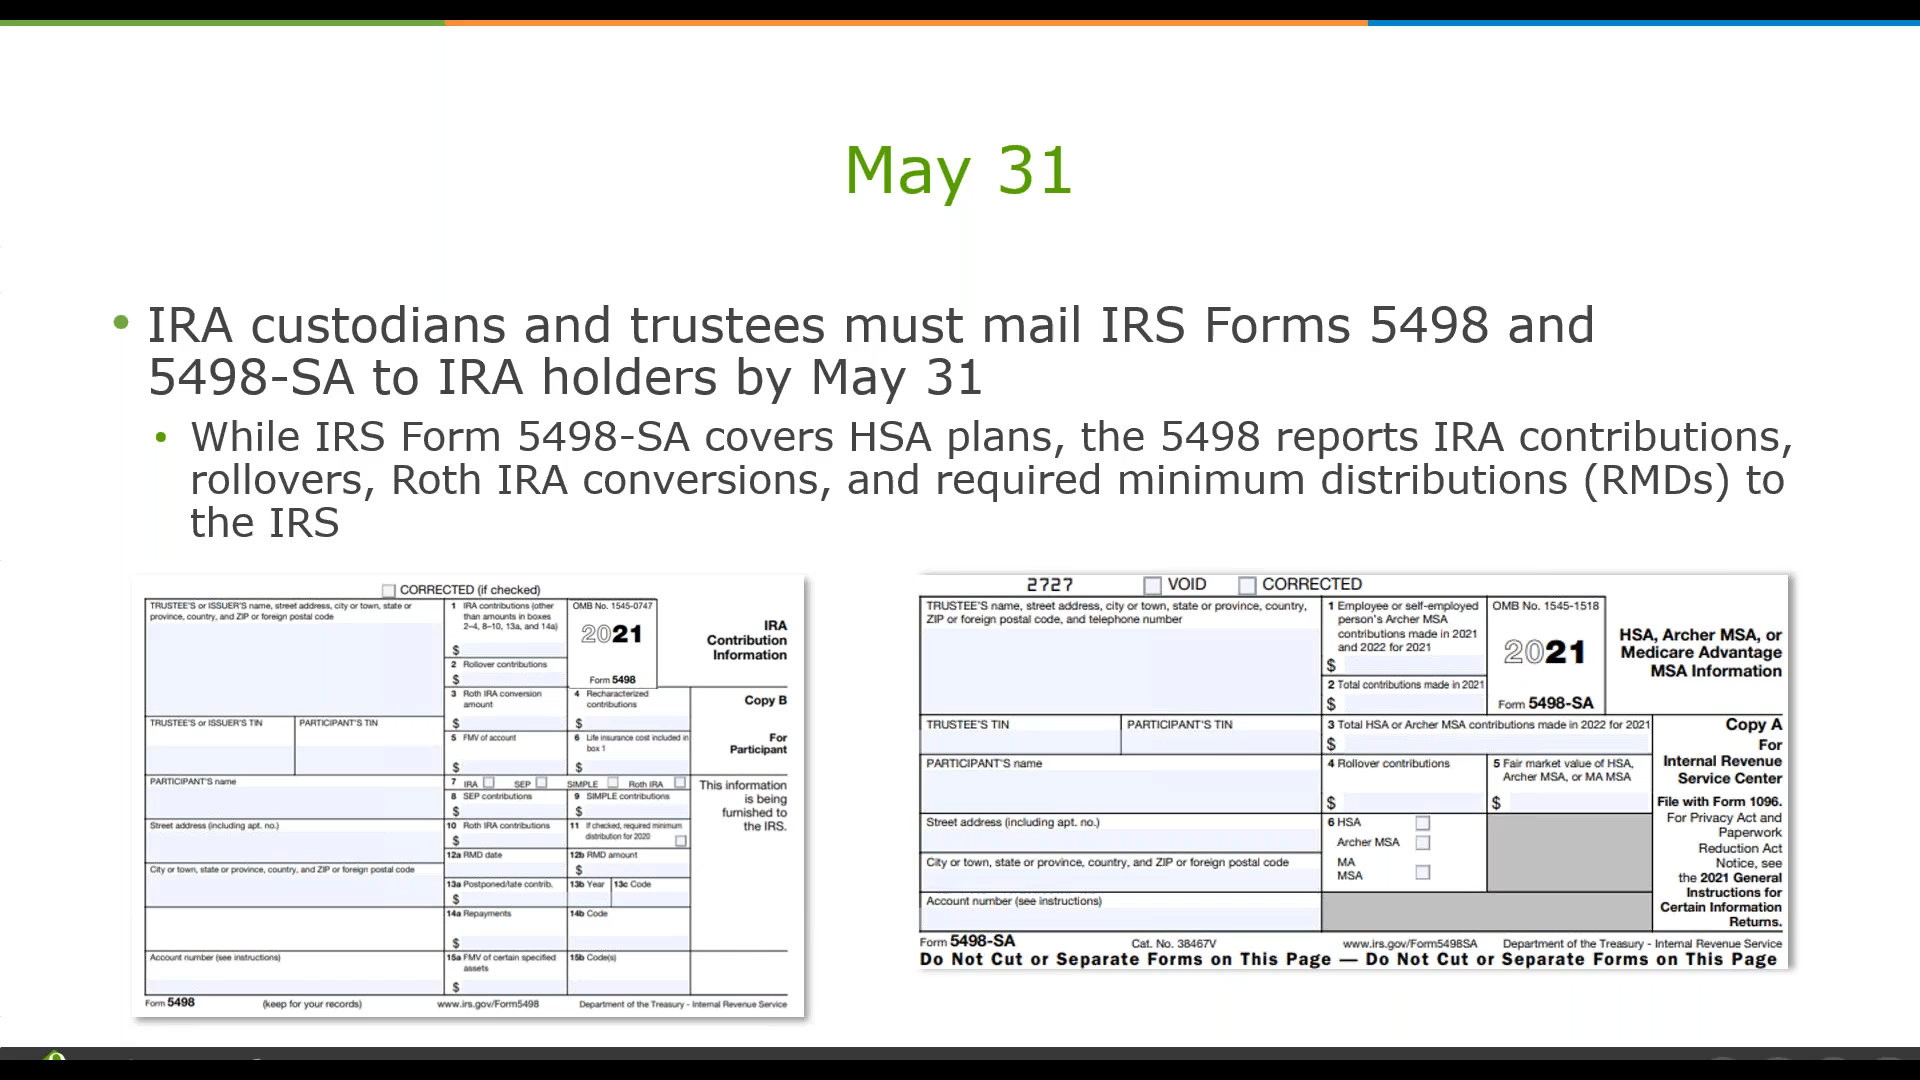 May 31
• IRA custodians and trustees must mail IRS Forms 5498 and
5498-SA to IRA holders by May 31
• While IRS Form 5498-SA covers HSA plans, the 5498 reports IRA contributions,
rollovers, Roth IRA conversions, and required minimum distributions (RMDs) to
the IRS
CORRECTED (if checked)
TRUSTEE'S or ISSUER'S name, street address, city or town, state or
province, country, and ZIP or foreign postal code
1 IRA contributions (other
than amounts in boxes
2–4, 8–10, 13a, and 14a)
$
OMB No. 1545-0747
2021
Form 5498
IRA
Contribution
Information
2 Rollover contributions
$
3 Roth IRA conversion
amount
$
4 Recharacterized
contributions
$
Copy B
For
Participant
TRUSTEE'S or ISSUER'S TIN
PARTICIPANT'S TIN
5 FMV of account
$
6 Life insurance cost included in
box 1
$
PARTICIPANT'S name
7 IRA SEP SIMPLE Roth IRA
This information
is being
furnished to
the IRS.
8 SEP contributions
$
9 SIMPLE contributions
$
Street address (including apt. no.)
10 Roth IRA contributions
$
11 If checked, required minimum
distribution for 2020
12a RMD date
12b RMD amount
$
City or town, state or province, country, and ZIP or foreign postal code
13a Postponed/late contrib.
$
13b Year
13c Code
14a Repayments
$
14b Code
Account number (see instructions)
15a FMV of certain specified
assets
$
15b Code(s)
Form 5498
(keep for your records)
www.irs.gov/Form5498
Department of the Treasury - Internal Revenue Service
2727 VOID CORRECTED
TRUSTEE'S name, street address, city or town, state or province, country,
ZIP or foreign postal code, and telephone number
1 Employee or self-employed
person's Archer MSA
contributions made in 2021
and 2022 for 2021
$
OMB No. 1545-1518
2021
Form 5498-SA
HSA, Archer MSA, or
Medicare Advantage
MSA Information
2 Total contributions made in 2021
$
TRUSTEE'S TIN
PARTICIPANT'S TIN
3 Total HSA or Archer MSA contributions made in 2022 for 2021
$
Copy A
For
Internal Revenue
Service Center
File with Form 1096.
For Privacy Act and
Paperwork
Reduction Act
Notice, see
the 2021 General
Instructions for
Certain Information
Returns.
PARTICIPANT'S name
4 Rollover contributions
$
5 Fair market value of HSA,
Archer MSA, or MA MSA
$
Street address (including apt. no.)
6 HSA
Archer MSA
MA
MSA
City or town, state or province, country, and ZIP or foreign postal code
Account number (see instructions)
Form 5498-SA
Cat. No. 38467V
www.irs.gov/Form5498SA
Department of the Treasury - Internal Revenue Service
Do Not Cut or Separate Forms on This Page — Do Not Cut or Separate Forms on This Page